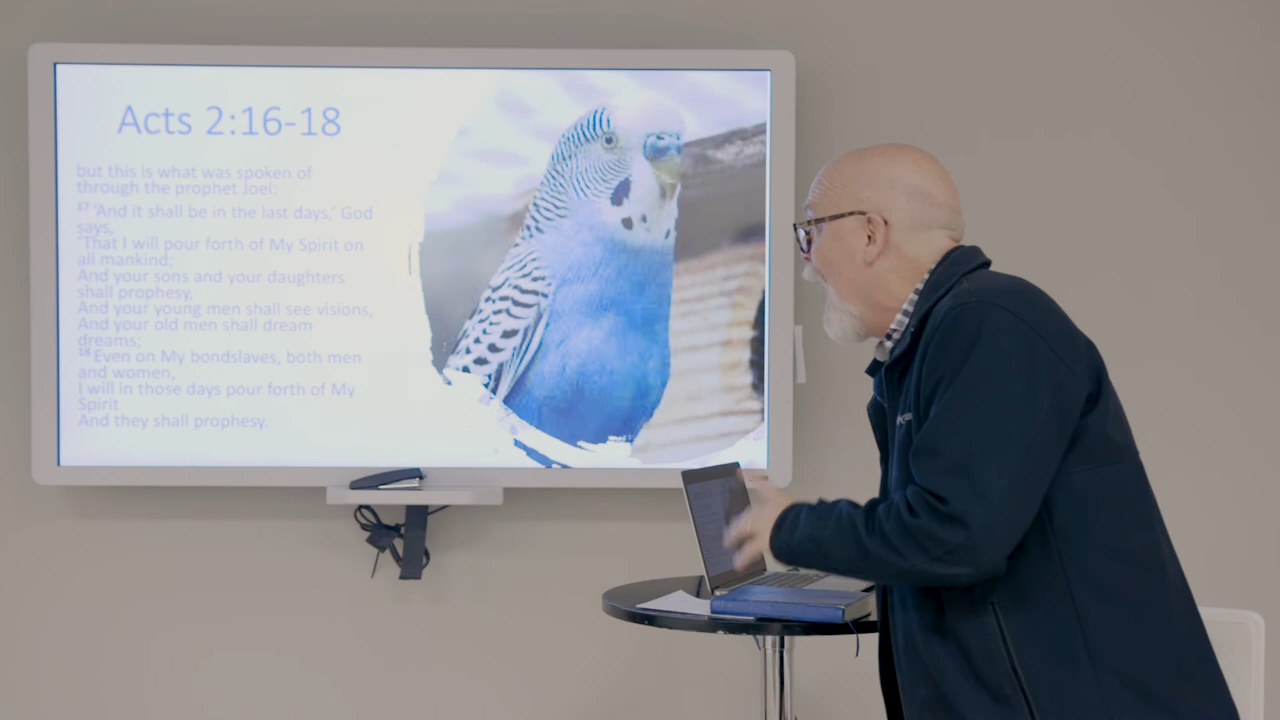 Acts 2:16-18
but this is what was spoken of
through the prophet Joel:
17 'And it shall be in the last days,' God
says,
'That I will pour forth of My Spirit on
all mankind;
And your sons and your daughters
shall prophesy,
And your young men shall see visions,
And your old men shall dream
dreams;
18 Even on My bondslaves, both men
and women,
I will in those days pour forth of My
Spirit
And they shall prophesy.